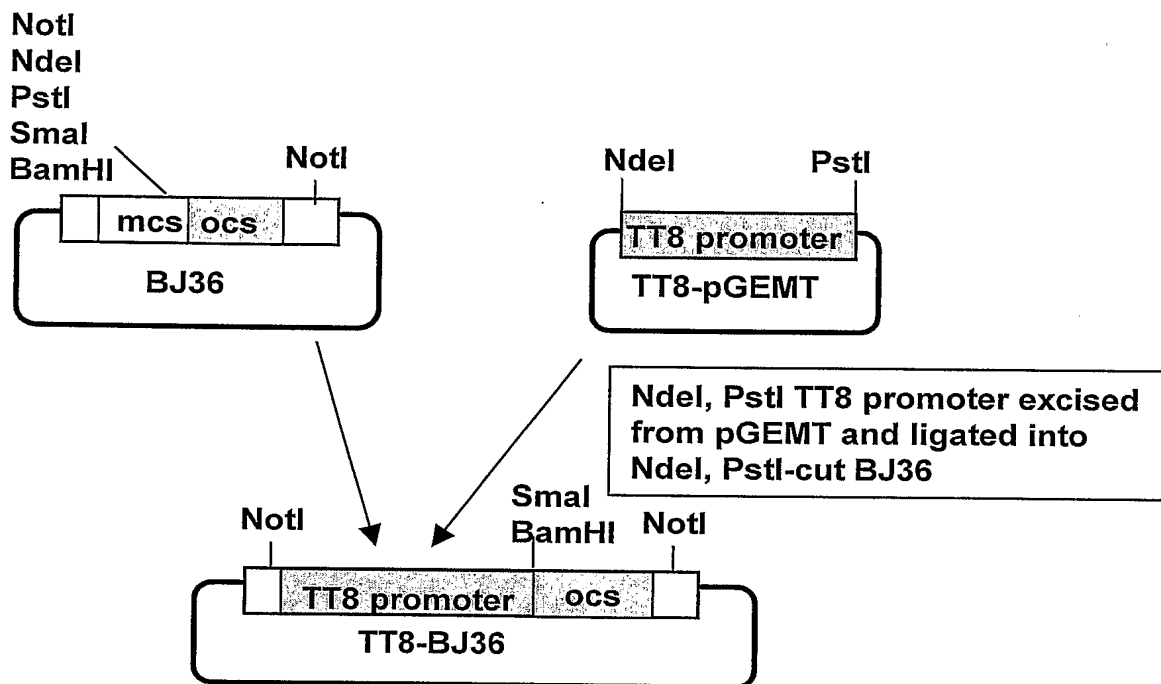 NotI
NdeI
PstI
SmaI
BamHI
NotI
mcs
ocs
BJ36
NdeI
PstI
TT8 promoter
TT8-pGEMT
NdeI, PstI TT8 promoter excised
from pGEMT and ligated into
NdeI, PstI-cut BJ36
NotI
SmaI
BamHI
NotI
TT8 promoter
ocs
TT8-BJ36